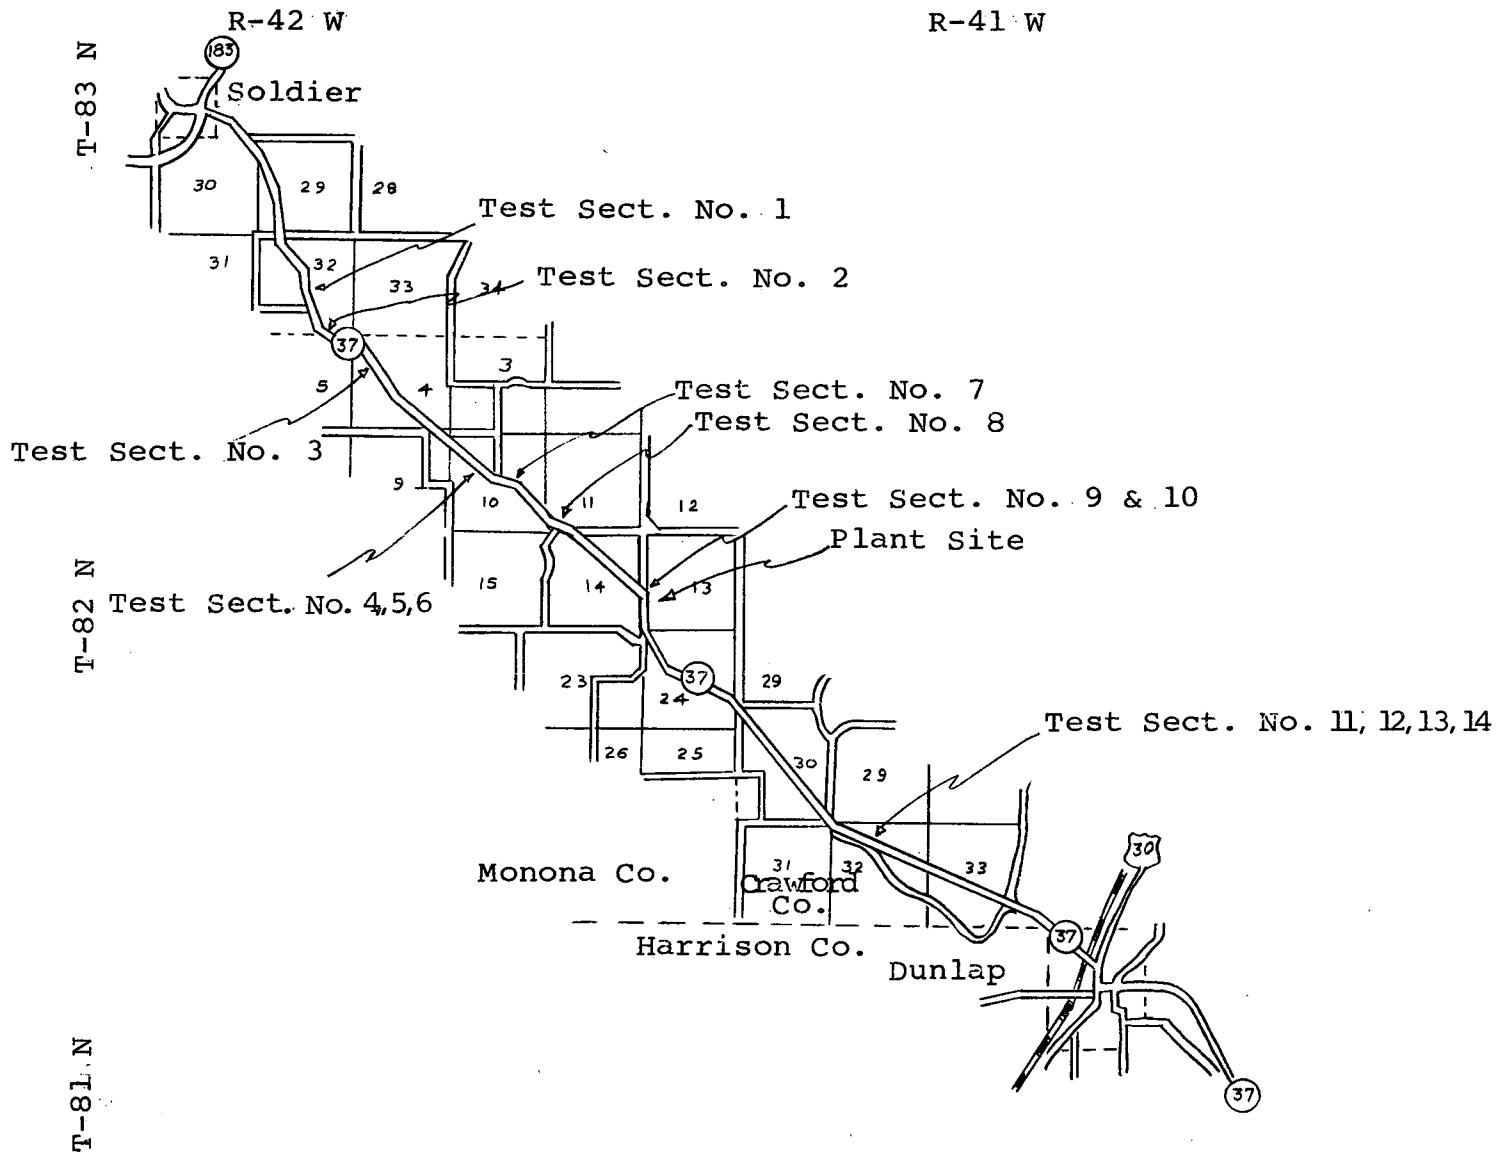 R-42 W
R-41 W
T-83 N
183
Soldier
30
29
28
Test Sect. No. 1
31
32
33
34
Test Sect. No. 2
37
3
5
4
Test Sect. No. 7
Test Sect. No. 8
Test Sect. No. 3
9
10
11
12
Test Sect. No. 9 & 10
Plant Site
T-82 N
15
14
13
Test Sect. No. 4,5,6
23
24
37
29
26
25
30
29
Test Sect. No. 11, 12, 13, 14
30
Monona Co.
31
32
33
Crawford
Co.
37
Harrison Co.
Dunlap
T-81 N
37